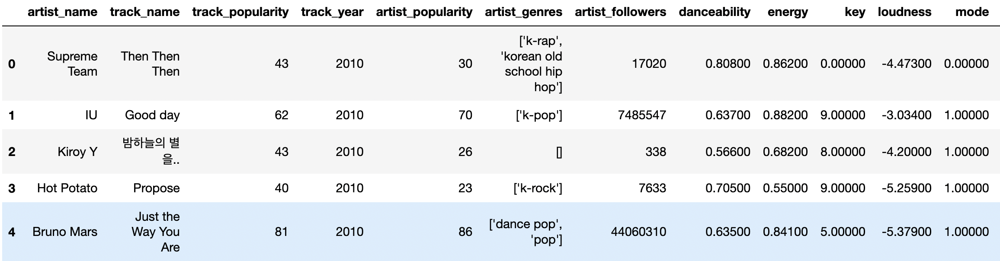 artist_name track_name track_popularity track_year artist_popularity artist_genres artist_followers danceability energy key loudness mode
['k-rap',
Supreme Then Then 'korean old
0 43 2010 30 17020 0.80800 0.86200 0.00000 -4.47300 0.00000
Team Then school hip
hop']
1 IU Good day 62 2010 70 ['k-pop'] 7485547 0.63700 0.88200 9.00000 -3.03400 1.00000
밤하늘의 별
2 Kiroy Y 43 2010 26 [] 338 0.56600 0.68200 8.00000 -4.20000 1.00000
을..
3 Hot Potato Propose 40 2010 23 ['k-rock'] 7633 0.70500 0.55000 9.00000 -5.25900 1.00000
Just the
['dance pop',
4 Bruno Mars Way You 81 2010 86 44060310 0.63500 0.84100 5.00000 -5.37900 1.00000
'pop']
Are